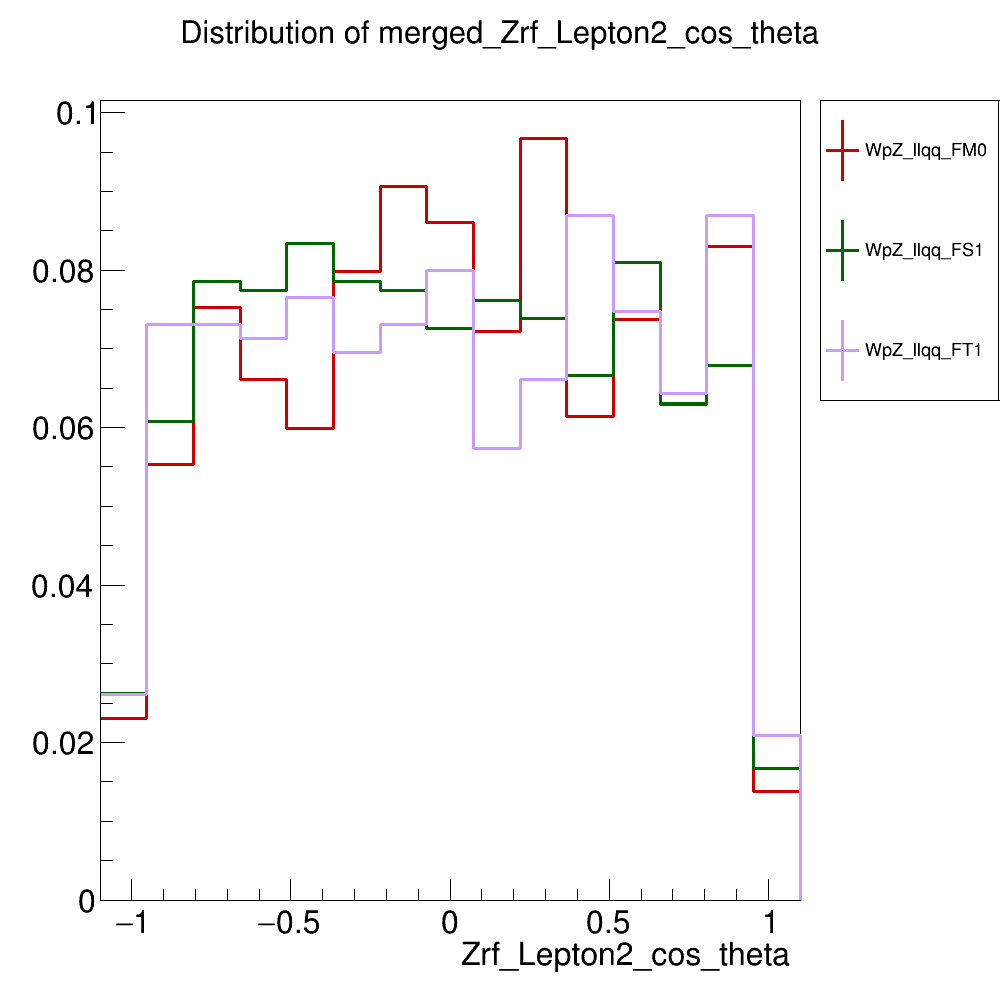 Distribution of merged_Zrf_Lepton2_cos_theta
0.1
0.08
0.06
0.04
0.02
0
−1
−0.5
0
0.5
1
Zrf_Lepton2_cos_theta
WpZ_llqq_FM0
WpZ_llqq_FS1
WpZ_llqq_FT1